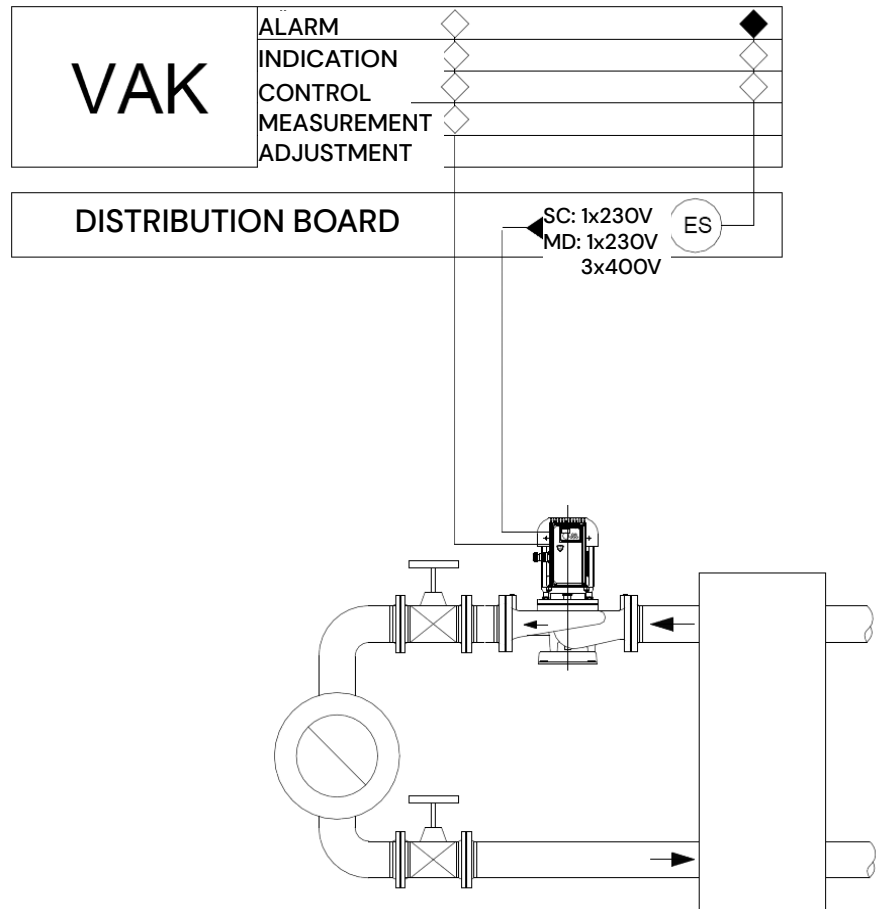 VAK
ALARM
INDICATION
CONTROL
MEASUREMENT
ADJUSTMENT
DISTRIBUTION BOARD
SC: 1x230V
MD: 1x230V
3x400V
ES